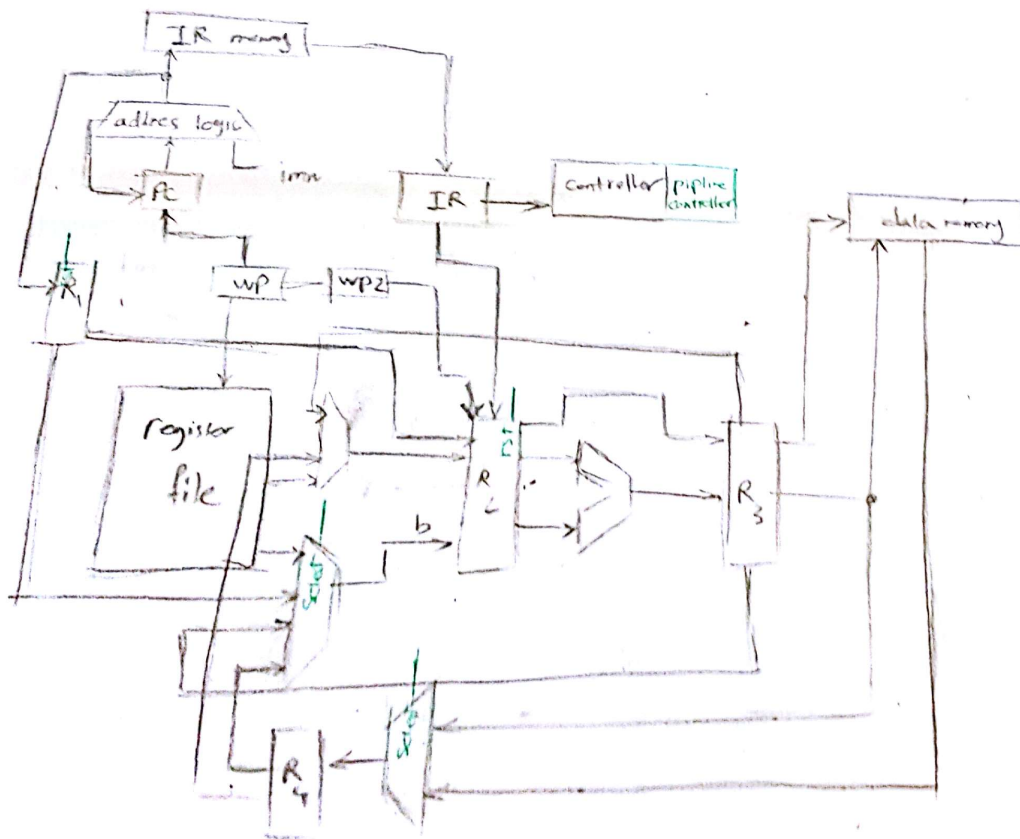 IR memory
addres logic
imm
PC
IR
controller
pipline
controller
data memory
R1
WP
WP2
register
file
R2
R3
b
Select
Select
R4